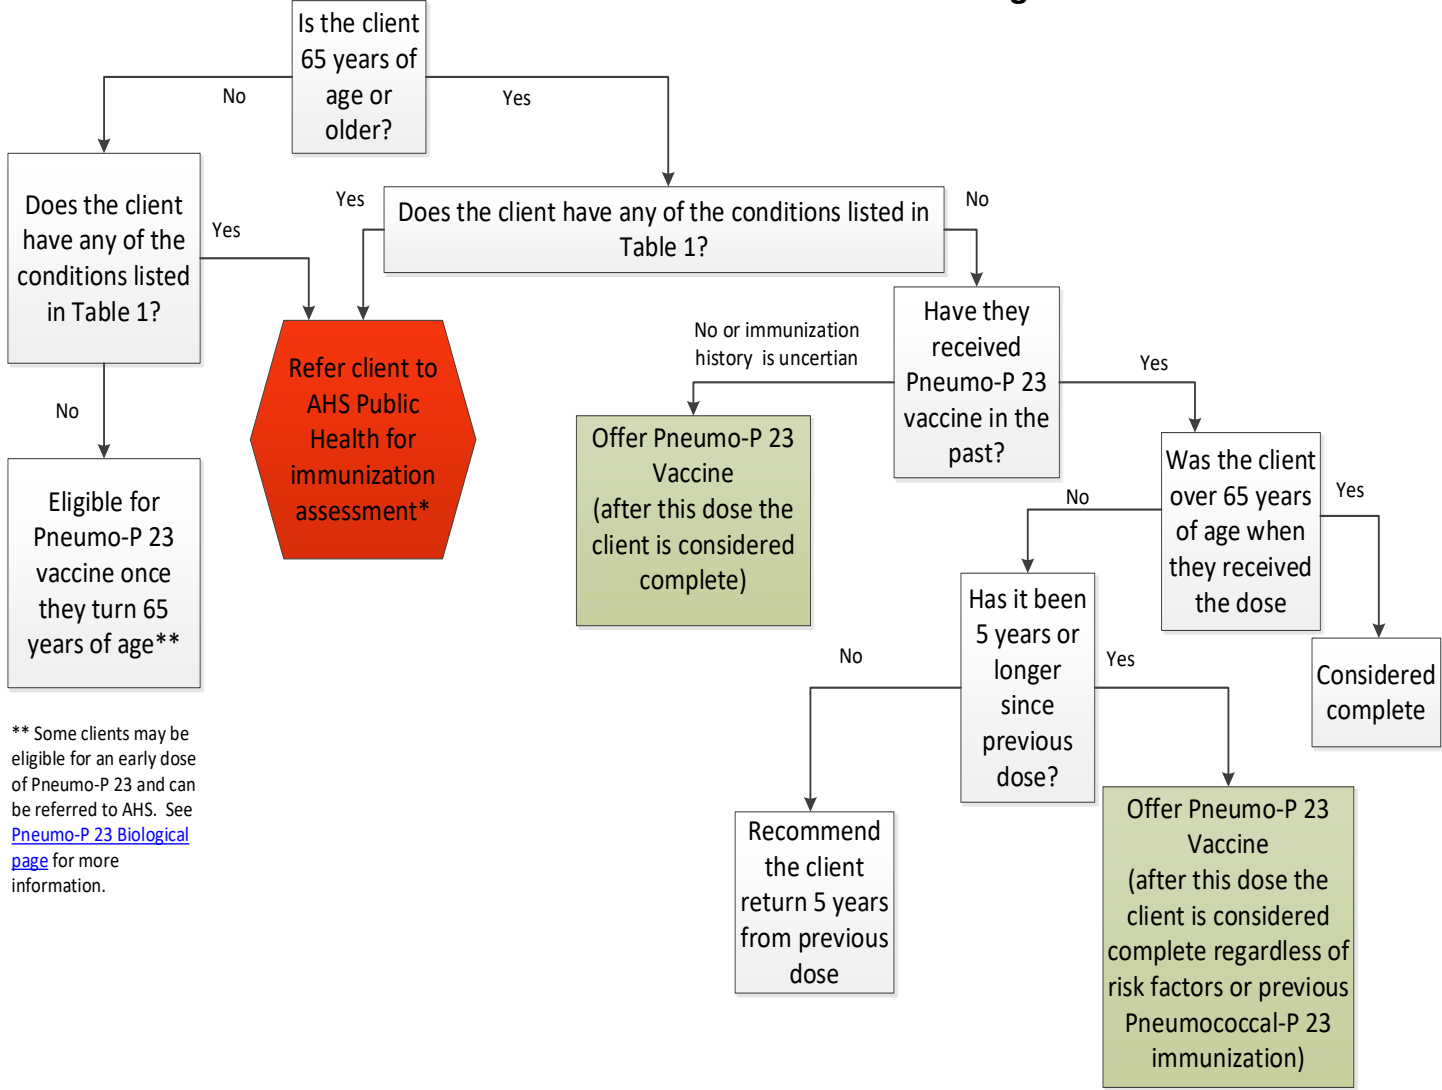 Is the client
65 years of
age or
older?
No
Yes
Does the client
have any of the
conditions listed
in Table 1?
Yes
No
Eligible for
Pneumo-P 23
vaccine once
they turn 65
years of age**
** Some clients may be
eligible for an early dose
of Pneumo-P 23 and can
be referred to AHS. See
Pneumo-P 23 Biological
page for more
information.
Yes
Does the client have any of the conditions listed in
Table 1?
No
Refer client to
AHS Public
Health for
immunization
assessment*
Have they
received
Pneumo-P 23
vaccine in the
past?
No or immunization
history is uncertian
Yes
Offer Pneumo-P 23
Vaccine
(after this dose the
client is considered
complete)
Was the client
over 65 years
of age when
they received
the dose
No
Yes
Considered
complete
Has it been
5 years or
longer
since
previous
dose?
No
Yes
Recommend
the client
return 5 years
from previous
dose
Offer Pneumo-P 23
Vaccine
(after this dose the
client is considered
complete regardless of
risk factors or previous
Pneumococcal-P 23
immunization)